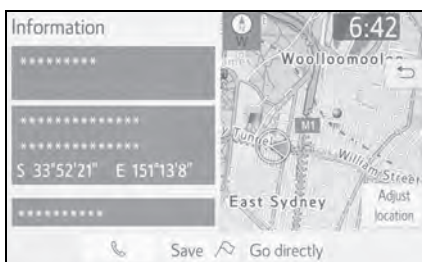 Information
*********
**************
**************
S 33°52'21" E 151°13'8"
**********
N
W
6:42
Woolloomooloo
y Tunnel
M1
William Street
East Sydney
Adjust
location
Save
Go directly